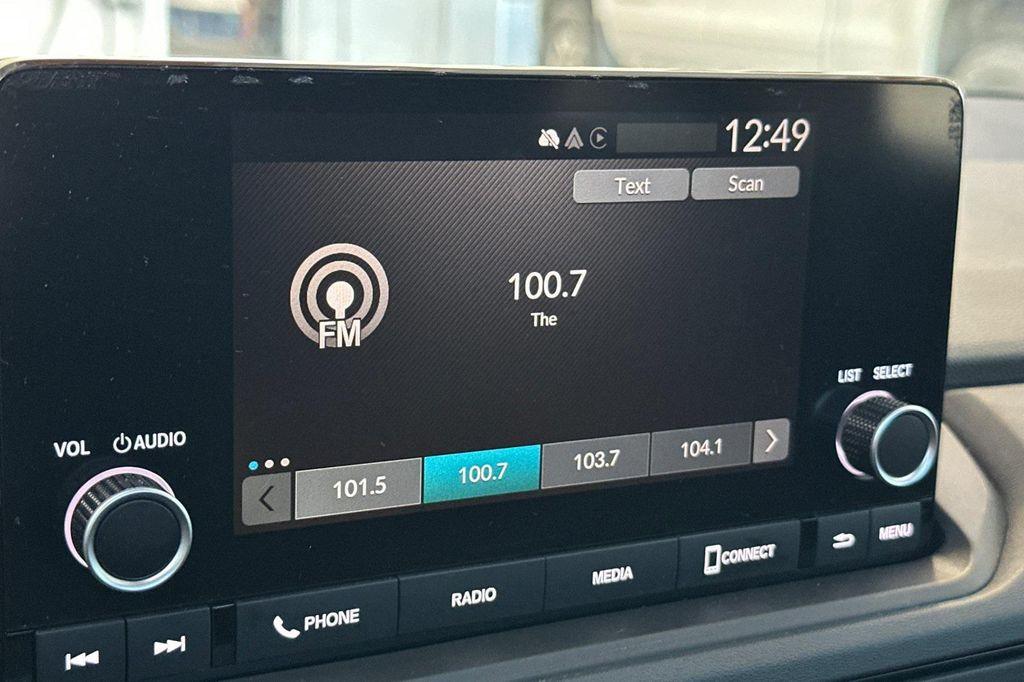 12:49
Text Scan
100.7
The
FM
101.5 100.7 103.7 104.1
LIST SELECT
VOL AUDIO
PHONE RADIO MEDIA CONNECT MENU